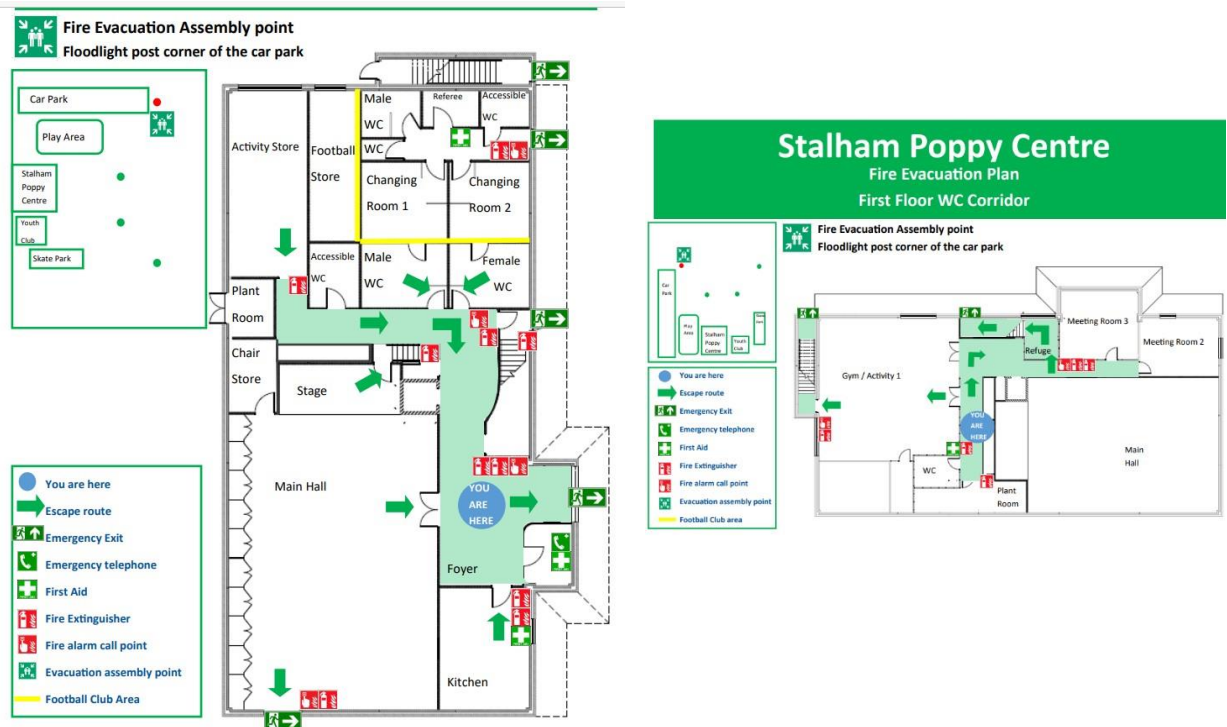 Fire Evacuation Assembly point
Floodlight post corner of the car park
Car Park
Play Area
Stalham
Poppy
Centre
Youth
Club
Skate Park
You are here
Escape route
Emergency Exit
Emergency telephone
First Aid
Fire Extinguisher
Fire alarm call point
Evacuation assembly point
Football Club Area
Activity Store
Football
Store
Male
WC
WC
Referee
Accessible
WC
Changing
Room 1
Changing
Room 2
Accessible
WC
Male
WC
Female
WC
Plant
Room
Chair
Store
Stage
Main Hall
YOU
ARE
HERE
Foyer
Kitchen
Stalham Poppy Centre
Fire Evacuation Plan
First Floor WC Corridor
Fire Evacuation Assembly point
Floodlight post corner of the car park
Car
Park
Play
Area
Stalham
Poppy
Centre
Youth
Club
You are here
Escape route
Emergency Exit
Emergency telephone
First Aid
Fire Extinguisher
Fire alarm call point
Evacuation assembly point
Football Club area
Gym / Activity 1
Refuge
Meeting Room 3
Meeting Room 2
YOU
ARE
HERE
WC
Plant
Room
Main
Hall